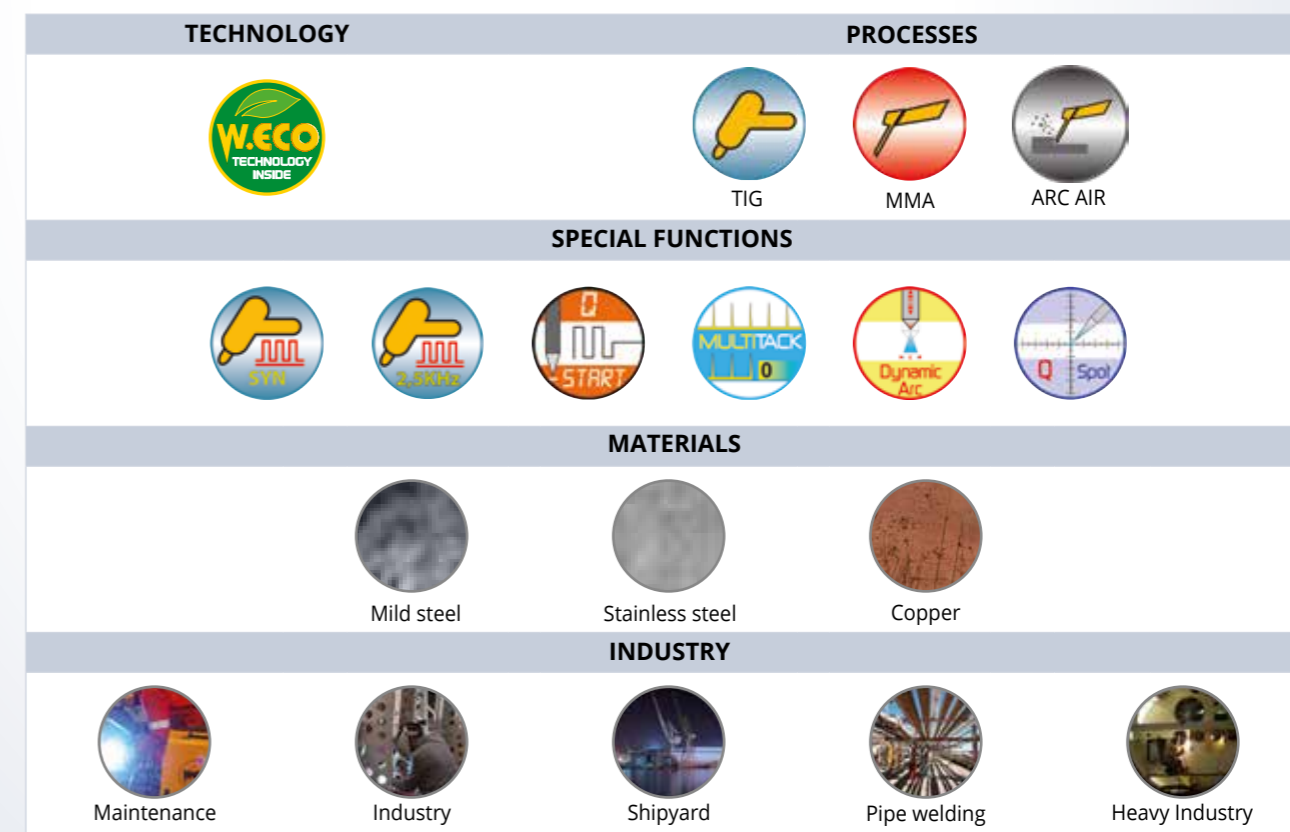 TECHNOLOGY
PROCESSES
W.ECO
TECHNOLOGY
INSIDE
TIG
MMA
ARC AIR
SPECIAL FUNCTIONS
SYN
2,5KHz
Q
-START
MULTITACK
0
Dynamic
Arc
Q Spot
MATERIALS
Mild steel
Stainless steel
Copper
INDUSTRY
Maintenance
Industry
Shipyard
Pipe welding
Heavy Industry